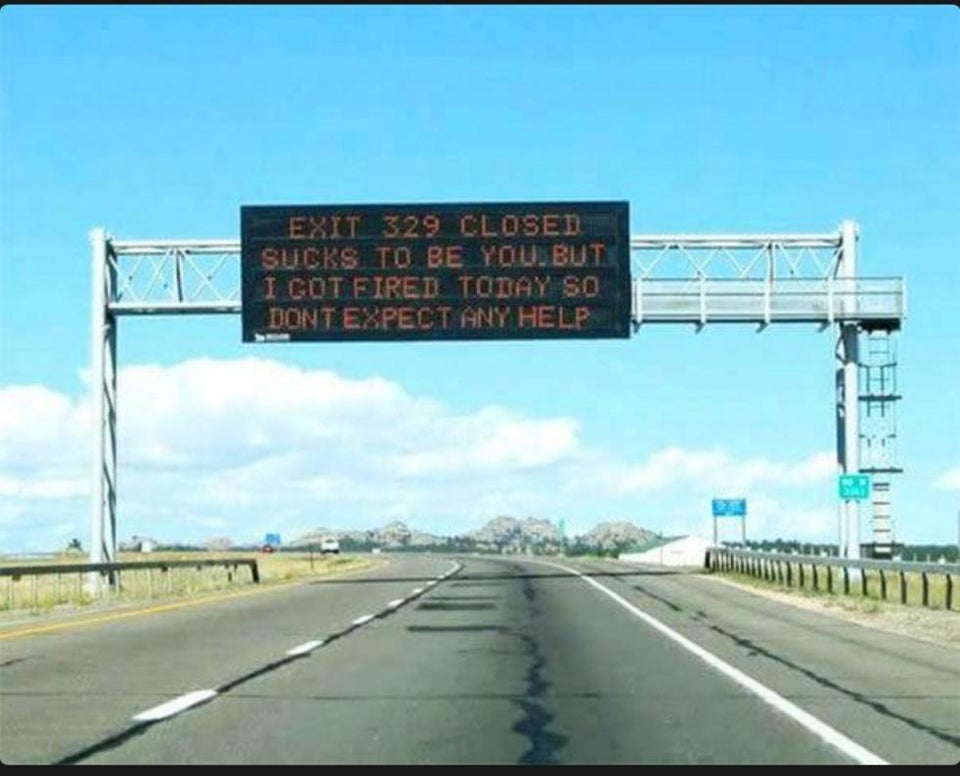 EXIT 329 CLOSED
SUCKS TO BE YOU.BUT
I GOT FIRED TODAY SO
DONT EXPECT ANY HELP